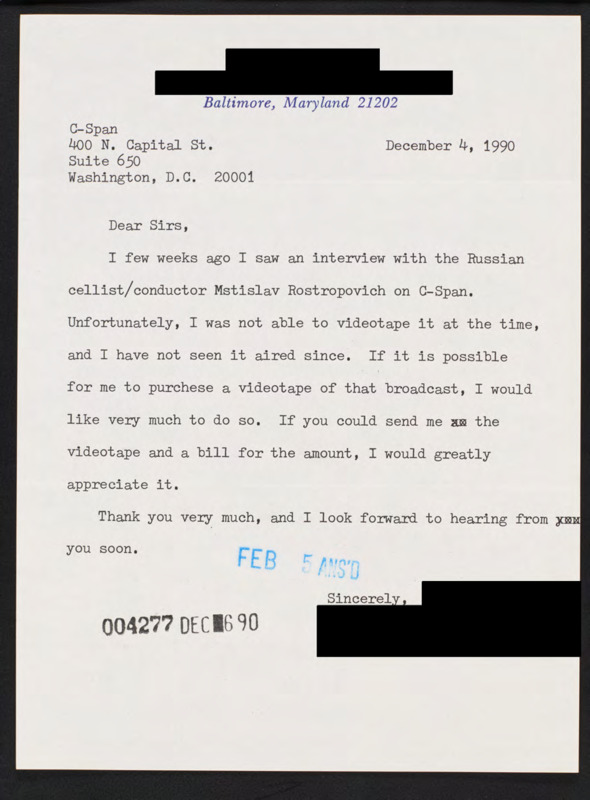 Baltimore, Maryland 21202
C-Span
400 N. Capital St.
December 4, 1990
Suite 650
Washington, D.C. 20001
Dear Sirs,
I few weeks ago I saw an interview with the Russian
cellist/conductor Mstislav Rostropovich on C-Span.
Unfortunately, I was not able to videotape it at the time,
and I have not seen it aired since. If it is possible
for me to purchese a videotape of that broadcast, I would
like very much to do so. If you could send me the
videotape and a bill for the amount, I would greatly
appreciate it.
Thank you very much, and I look forward to hearing from
you soon.
FEB 5 ANS'D
Sincerely,
004277 DEC 6 90